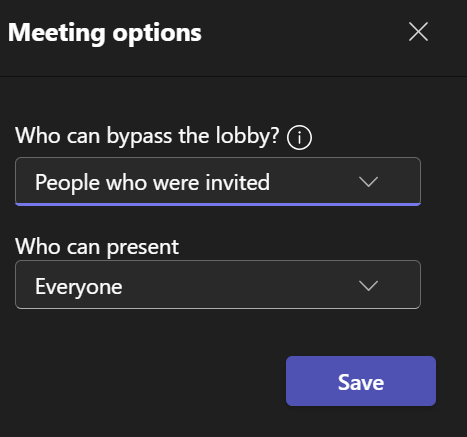 Meeting options
Who can bypass the lobby?
People who were invited
Who can present
Everyone
Save